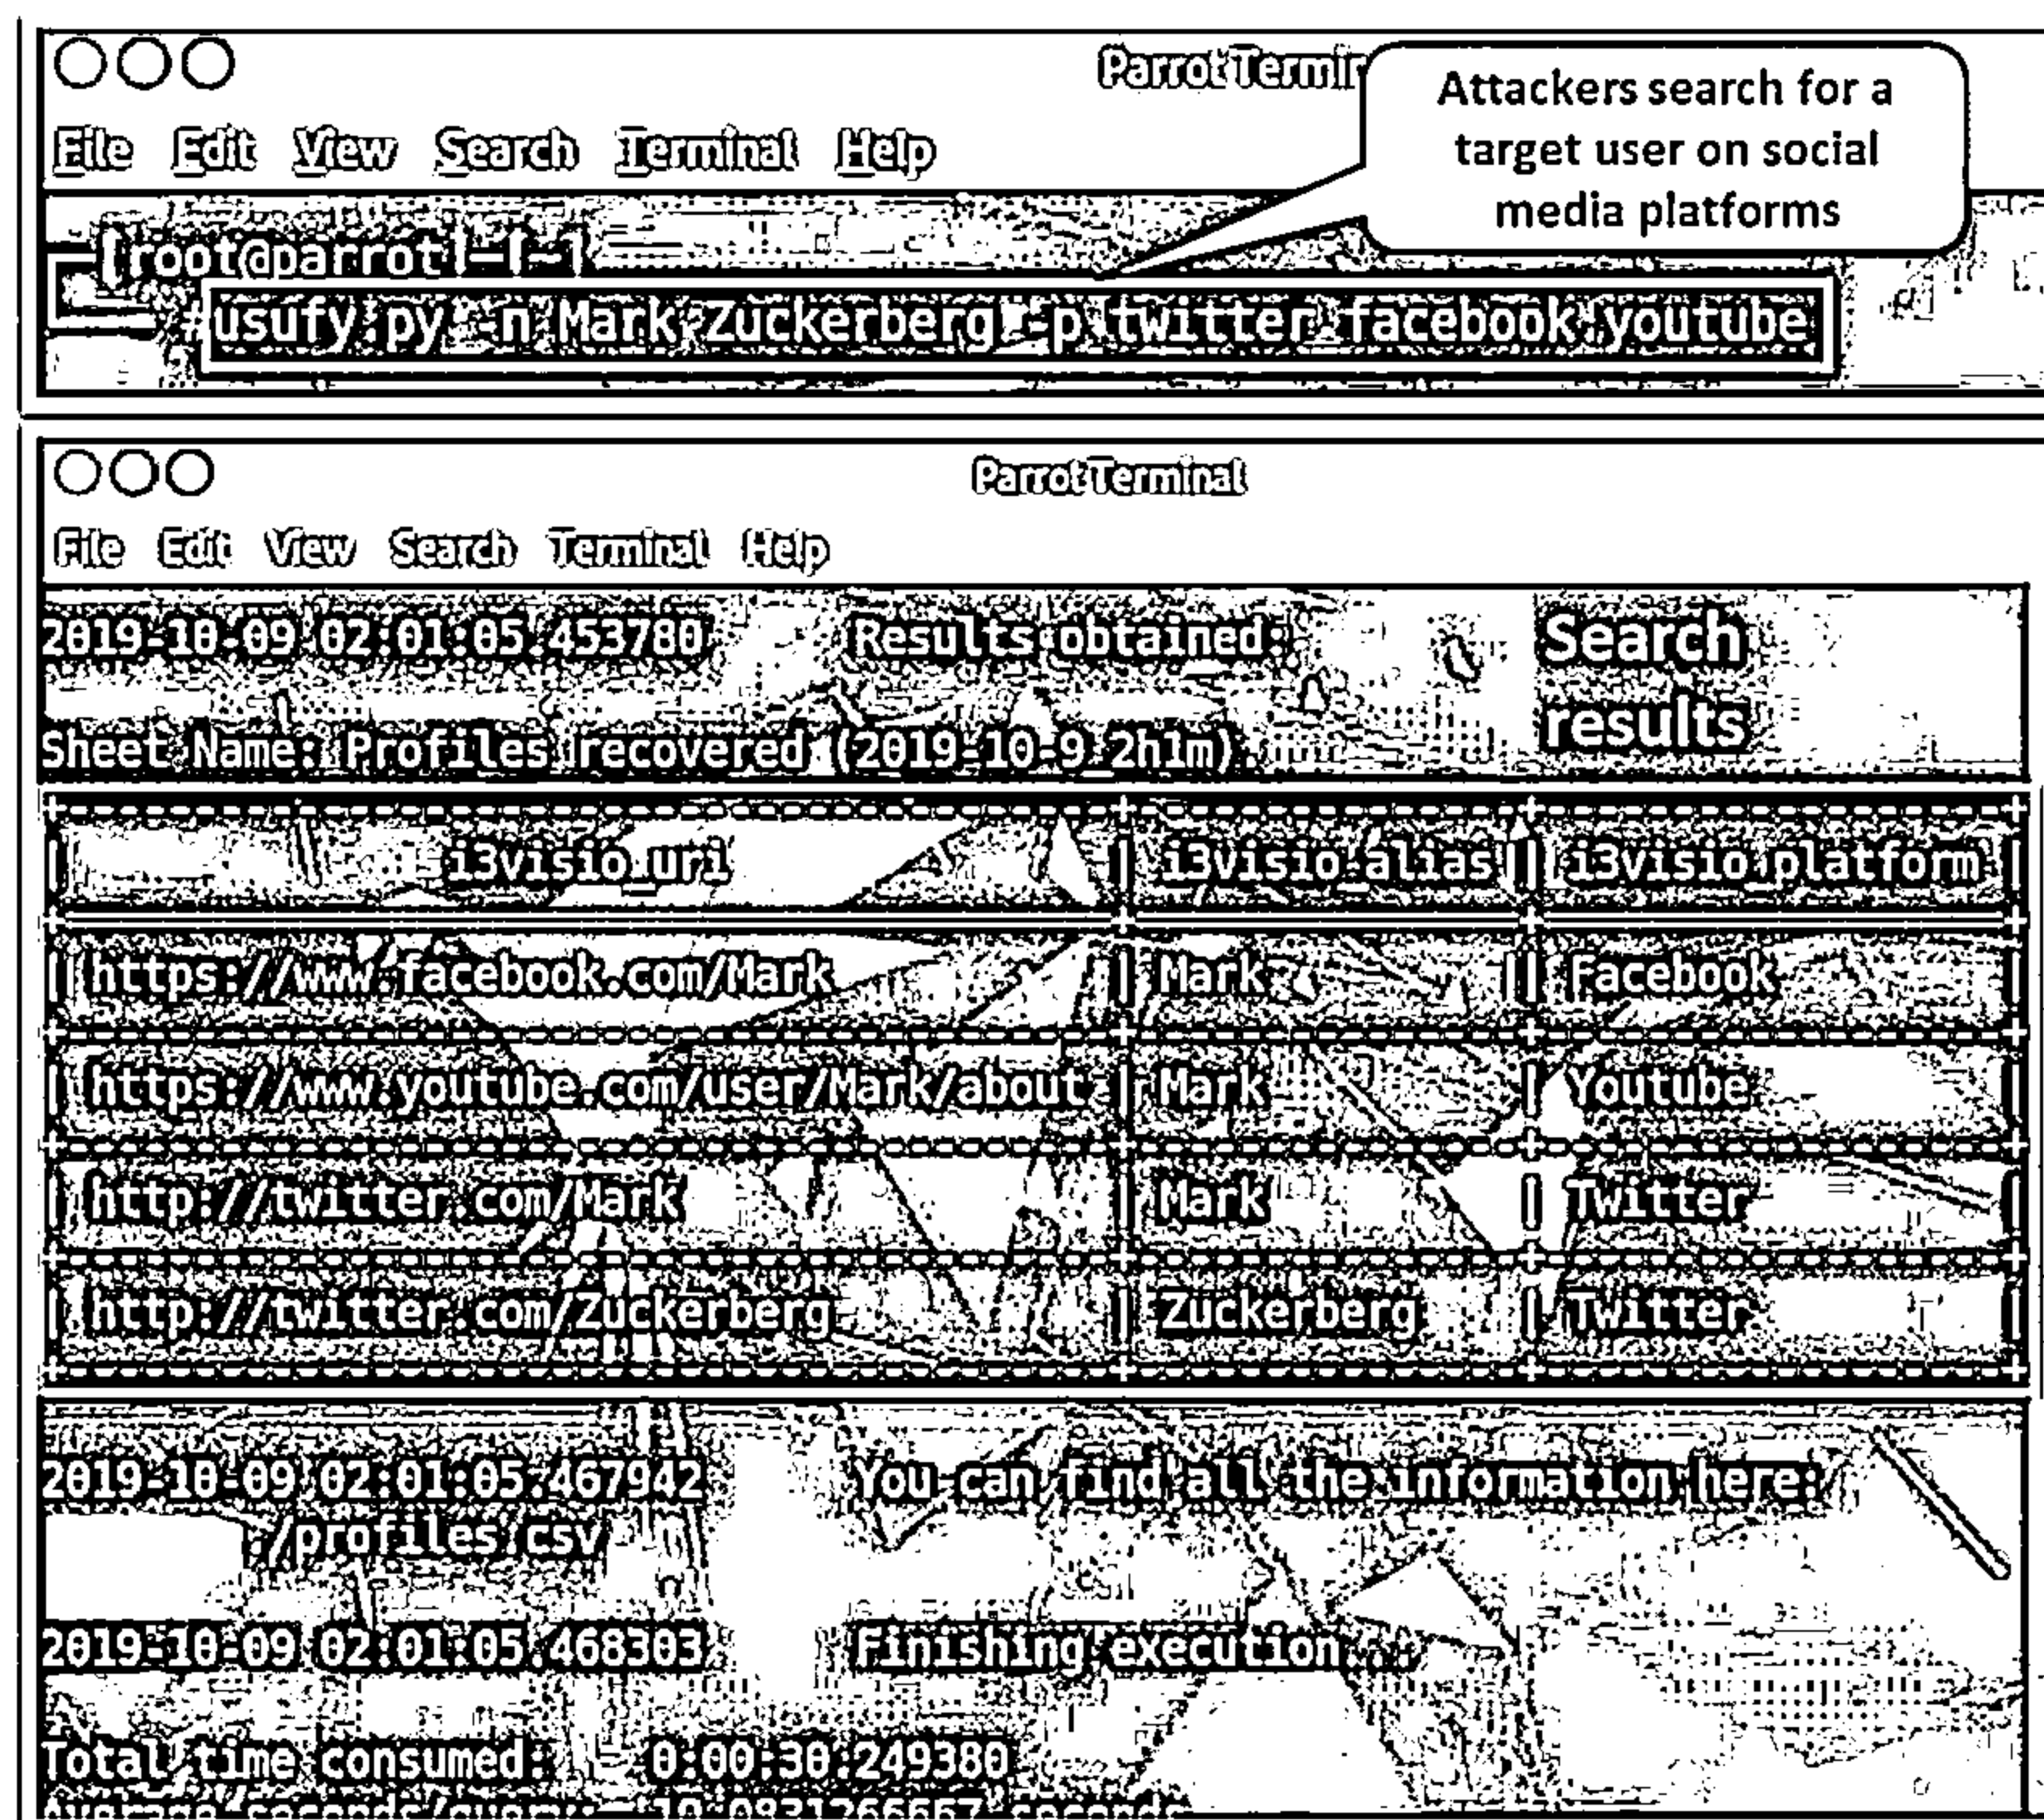 Parrot Termin
Attackers search for a
target user on social
media platforms
File Edit View Search Terminal Help
[root@parrot]-[~]
#usufy.py -n Mark Zuckerberg -p twitter facebook youtube
Parrot Terminal
File Edit View Search Terminal Help
2019-10-09 02:01:05.453780 Results obtained:
Search
results
Sheet Name: Profiles recovered (2019-10-9_2h1m).
i3visio_uri | i3visio_alias | i3visio_platform
https://www.facebook.com/Mark | Mark | Facebook
https://www.youtube.com/user/Mark/about | Mark | Youtube
http://twitter.com/Mark | Mark | Twitter
http://twitter.com/Zuckerberg | Zuckerberg | Twitter
2019-10-09 02:01:05.467942 You can find all the information here:
./profiles.csv
2019-10-09 02:01:05.468303 Finishing execution...
Total time consumed: 0:00:30.249380